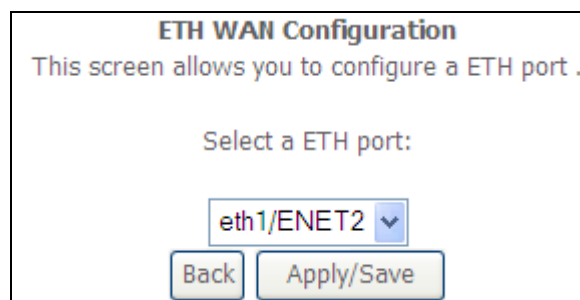 ETH WAN Configuration
This screen allows you to configure a ETH port .
Select a ETH port:
eth1/ENET2
Back Apply/Save